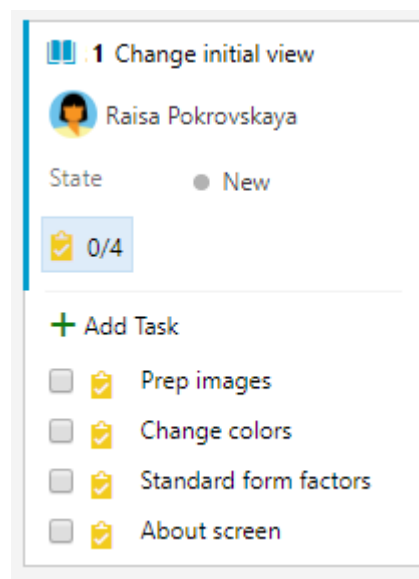 1 Change initial view
Raisa Pokrovskaya
State New
0/4
+ Add Task
Prep images
Change colors
Standard form factors
About screen